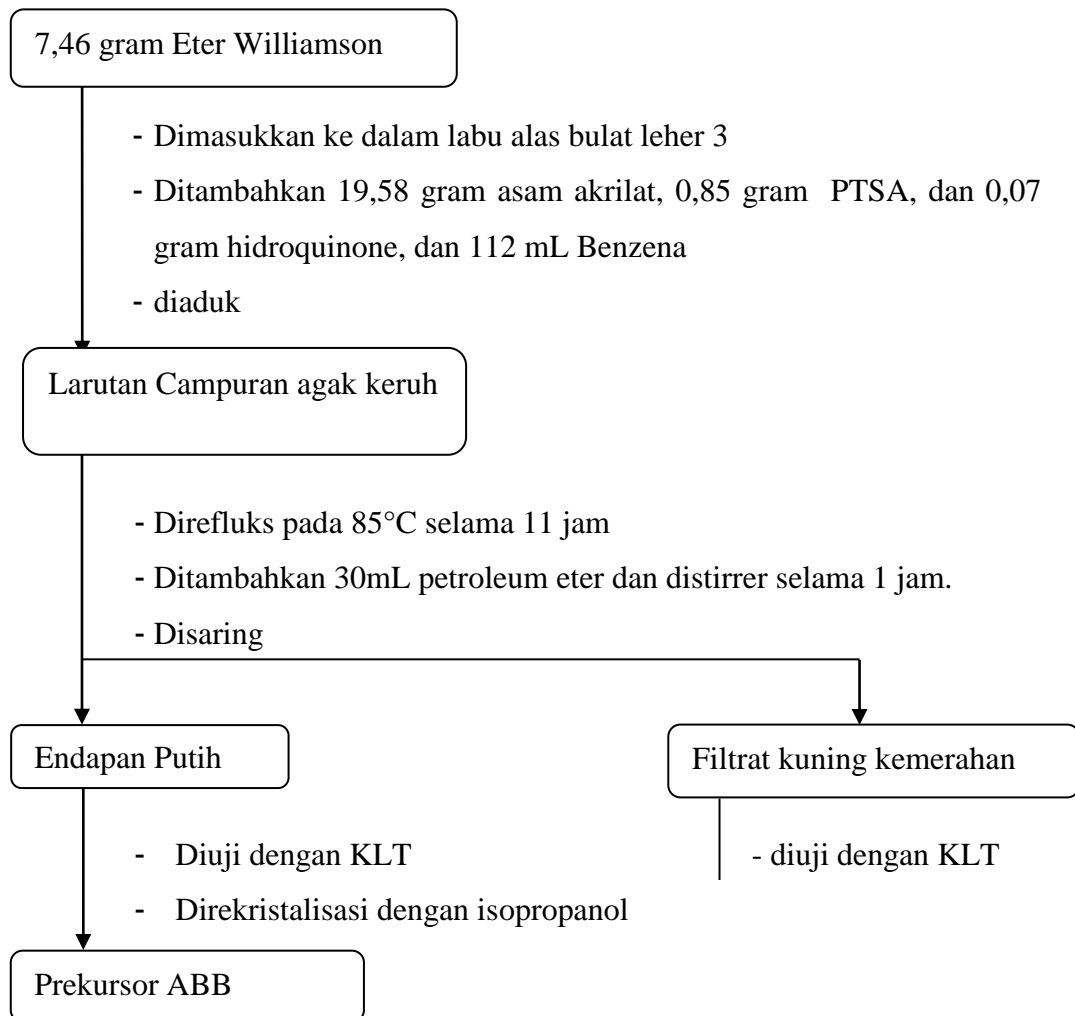 7,46 gram Eter Williamson
- Dimasukkan ke dalam labu alas bulat leher 3
- Ditambahkan 19,58 gram asam akrilat, 0,85 gram PTSA, dan 0,07
gram hidroquinone, dan 112 mL Benzena
- diaduk
Larutan Campuran agak keruh
- Direfluks pada 85°C selama 11 jam
- Ditambahkan 30mL petroleum eter dan distirrer selama 1 jam.
- Disaring
Endapan Putih
Filtrat kuning kemerahan
- Diuji dengan KLT
- diuji dengan KLT
- Direkristalisasi dengan isopropanol
Prekursor ABB